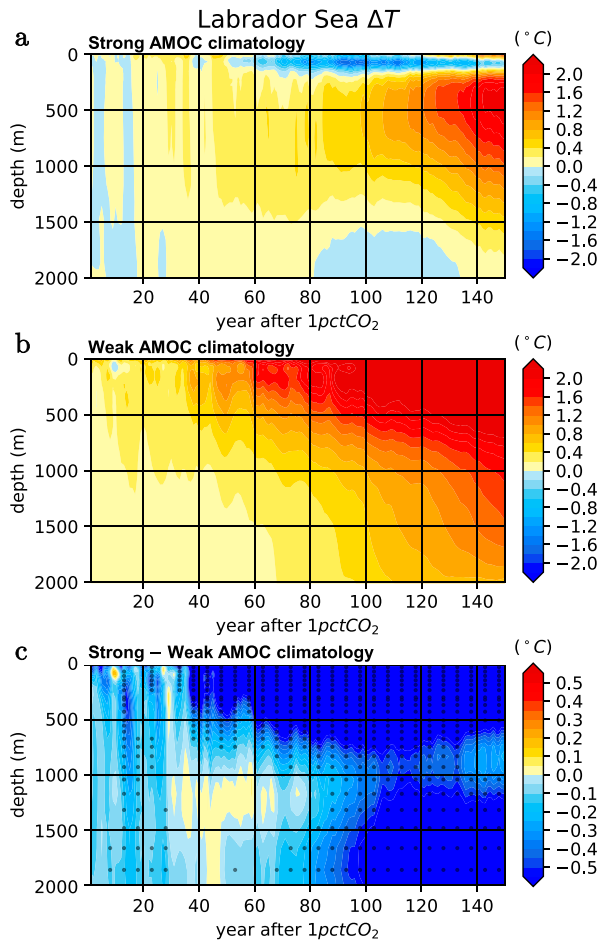 Labrador Sea ΔT
a
Strong AMOC climatology
(°C)
0
500
1000
1500
2000
depth (m)
20 40 60 80 100 120 140
year after 1pctCO₂
2.0
1.6
1.2
0.8
0.4
0.0
−0.4
−0.8
−1.2
−1.6
−2.0
b
Weak AMOC climatology
(°C)
0
500
1000
1500
2000
depth (m)
20 40 60 80 100 120 140
year after 1pctCO₂
2.0
1.6
1.2
0.8
0.4
0.0
−0.4
−0.8
−1.2
−1.6
−2.0
c
Strong − Weak AMOC climatology
(°C)
0
500
1000
1500
2000
depth (m)
20 40 60 80 100 120 140
year after 1pctCO₂
0.5
0.4
0.3
0.2
0.1
0.0
−0.1
−0.2
−0.3
−0.4
−0.5